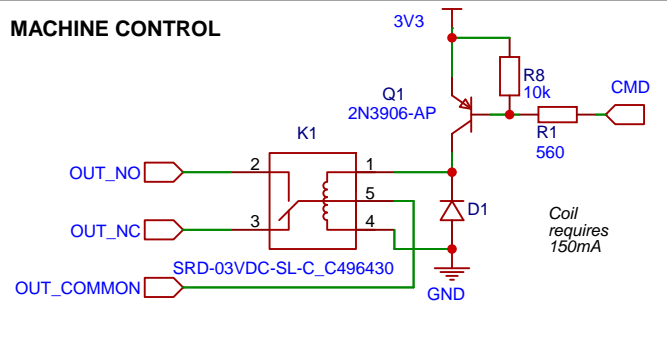 MACHINE CONTROL
3V3
R8
10k
CMD
Q1
2N3906-AP
R1
560
K1
OUT_NO
2
1
5
OUT_NC
3
4
D1
Coil
requires
150mA
SRD-03VDC-SL-C_C496430
OUT_COMMON
GND